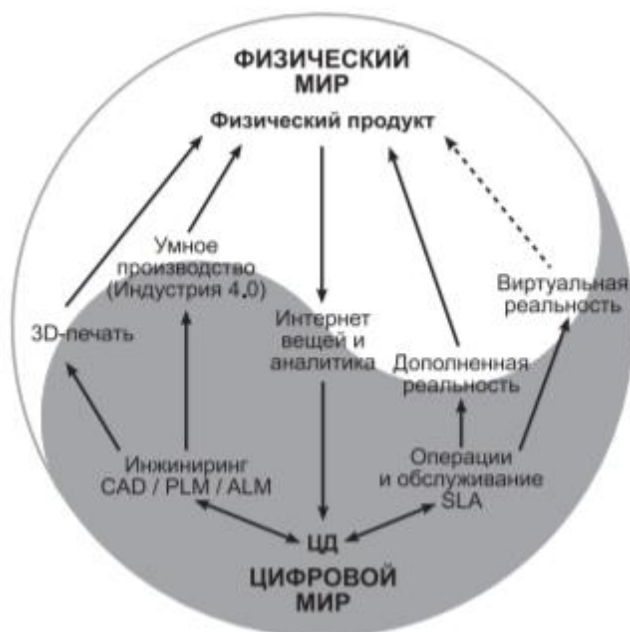 ФИЗИЧЕСКИЙ
МИР
Физический продукт
Умное
производство
(Индустрия 4.0)
Виртуальная
реальность
3D-печать
Интернет
вещей и
аналитика
Дополненная
реальность
Инжиниринг
CAD / PLM / ALM
Операции
и обслуживание
SLA
ЦД
ЦИФРОВОЙ
МИР